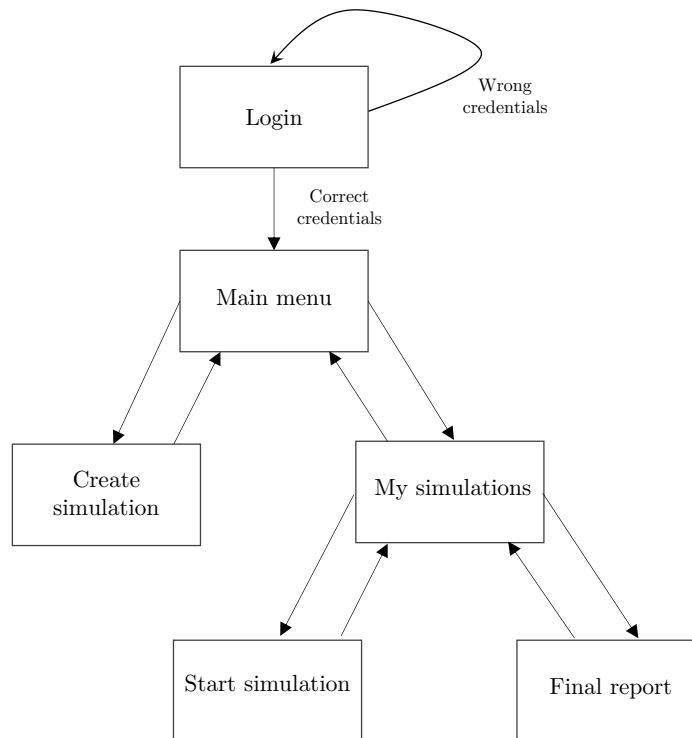 Wrong
credentials
Login
Correct
credentials
Main menu
Create
simulation
My simulations
Start simulation
Final report